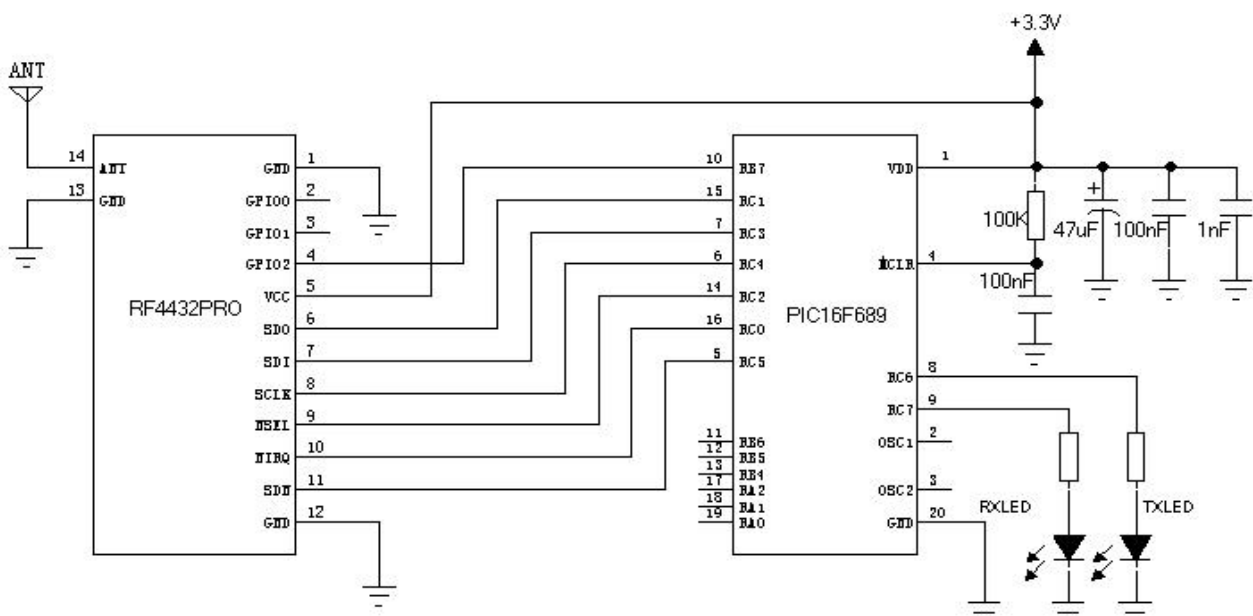 +3.3V
ANT
14 ANT GND 1
13 GND GPIO0 2
GPIO1 3
GPIO2 4
VCC 5
RF4432PRO
SDO 6
SDI 7
SCLK 8
NSEL 9
NIRQ 10
SDN 11
GND 12
10 RB7 VDD 1
15 RC1
7 RC3
6 RC4 MCLR 4
14 RC2
PIC16F689
16 RC0
5 RC5
RC6 8
RC7 9
11 RB6 OSC1 2
12 RB5
13 RB4
17 RA2 OSC2 3
18 RA1
19 RA0 GND 20
100K
+
47uF 100nF 1nF
100nF
RXLED TXLED